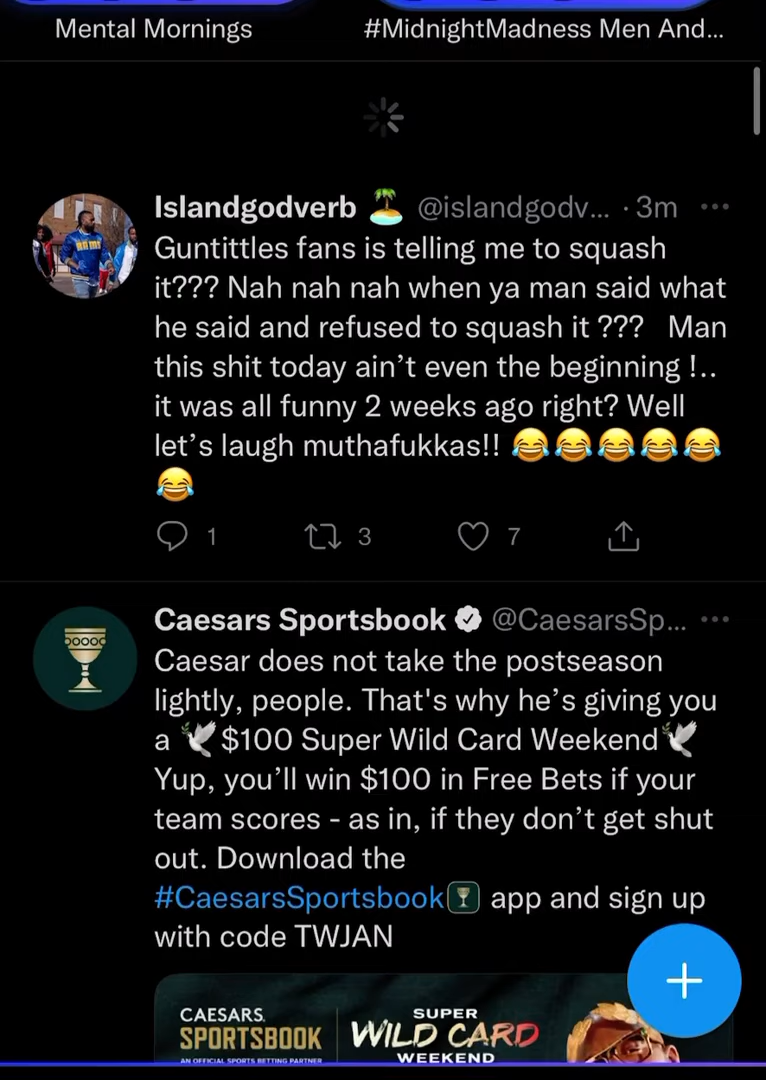 Mental Mornings
#MidnightMadness Men And...
Islandgodverb 🏝️ @islandgodv... · 3m
Guntittles fans is telling me to squash
it??? Nah nah nah when ya man said what
he said and refused to squash it ??? Man
this shit today ain’t even the beginning !..
it was all funny 2 weeks ago right? Well
let’s laugh muthafukkas!! 😂😂😂😂😂
😂
1 3 7
Caesars Sportsbook @CaesarsSp...
Caesar does not take the postseason
lightly, people. That's why he’s giving you
a 🕊️$100 Super Wild Card Weekend🕊️
Yup, you’ll win $100 in Free Bets if your
team scores - as in, if they don’t get shut
out. Download the
#CaesarsSportsbook app and sign up
with code TWJAN
CAESARS
SPORTSBOOK
AN OFFICIAL SPORTS BETTING PARTNER
SUPER
WILD CARD
WEEKEND